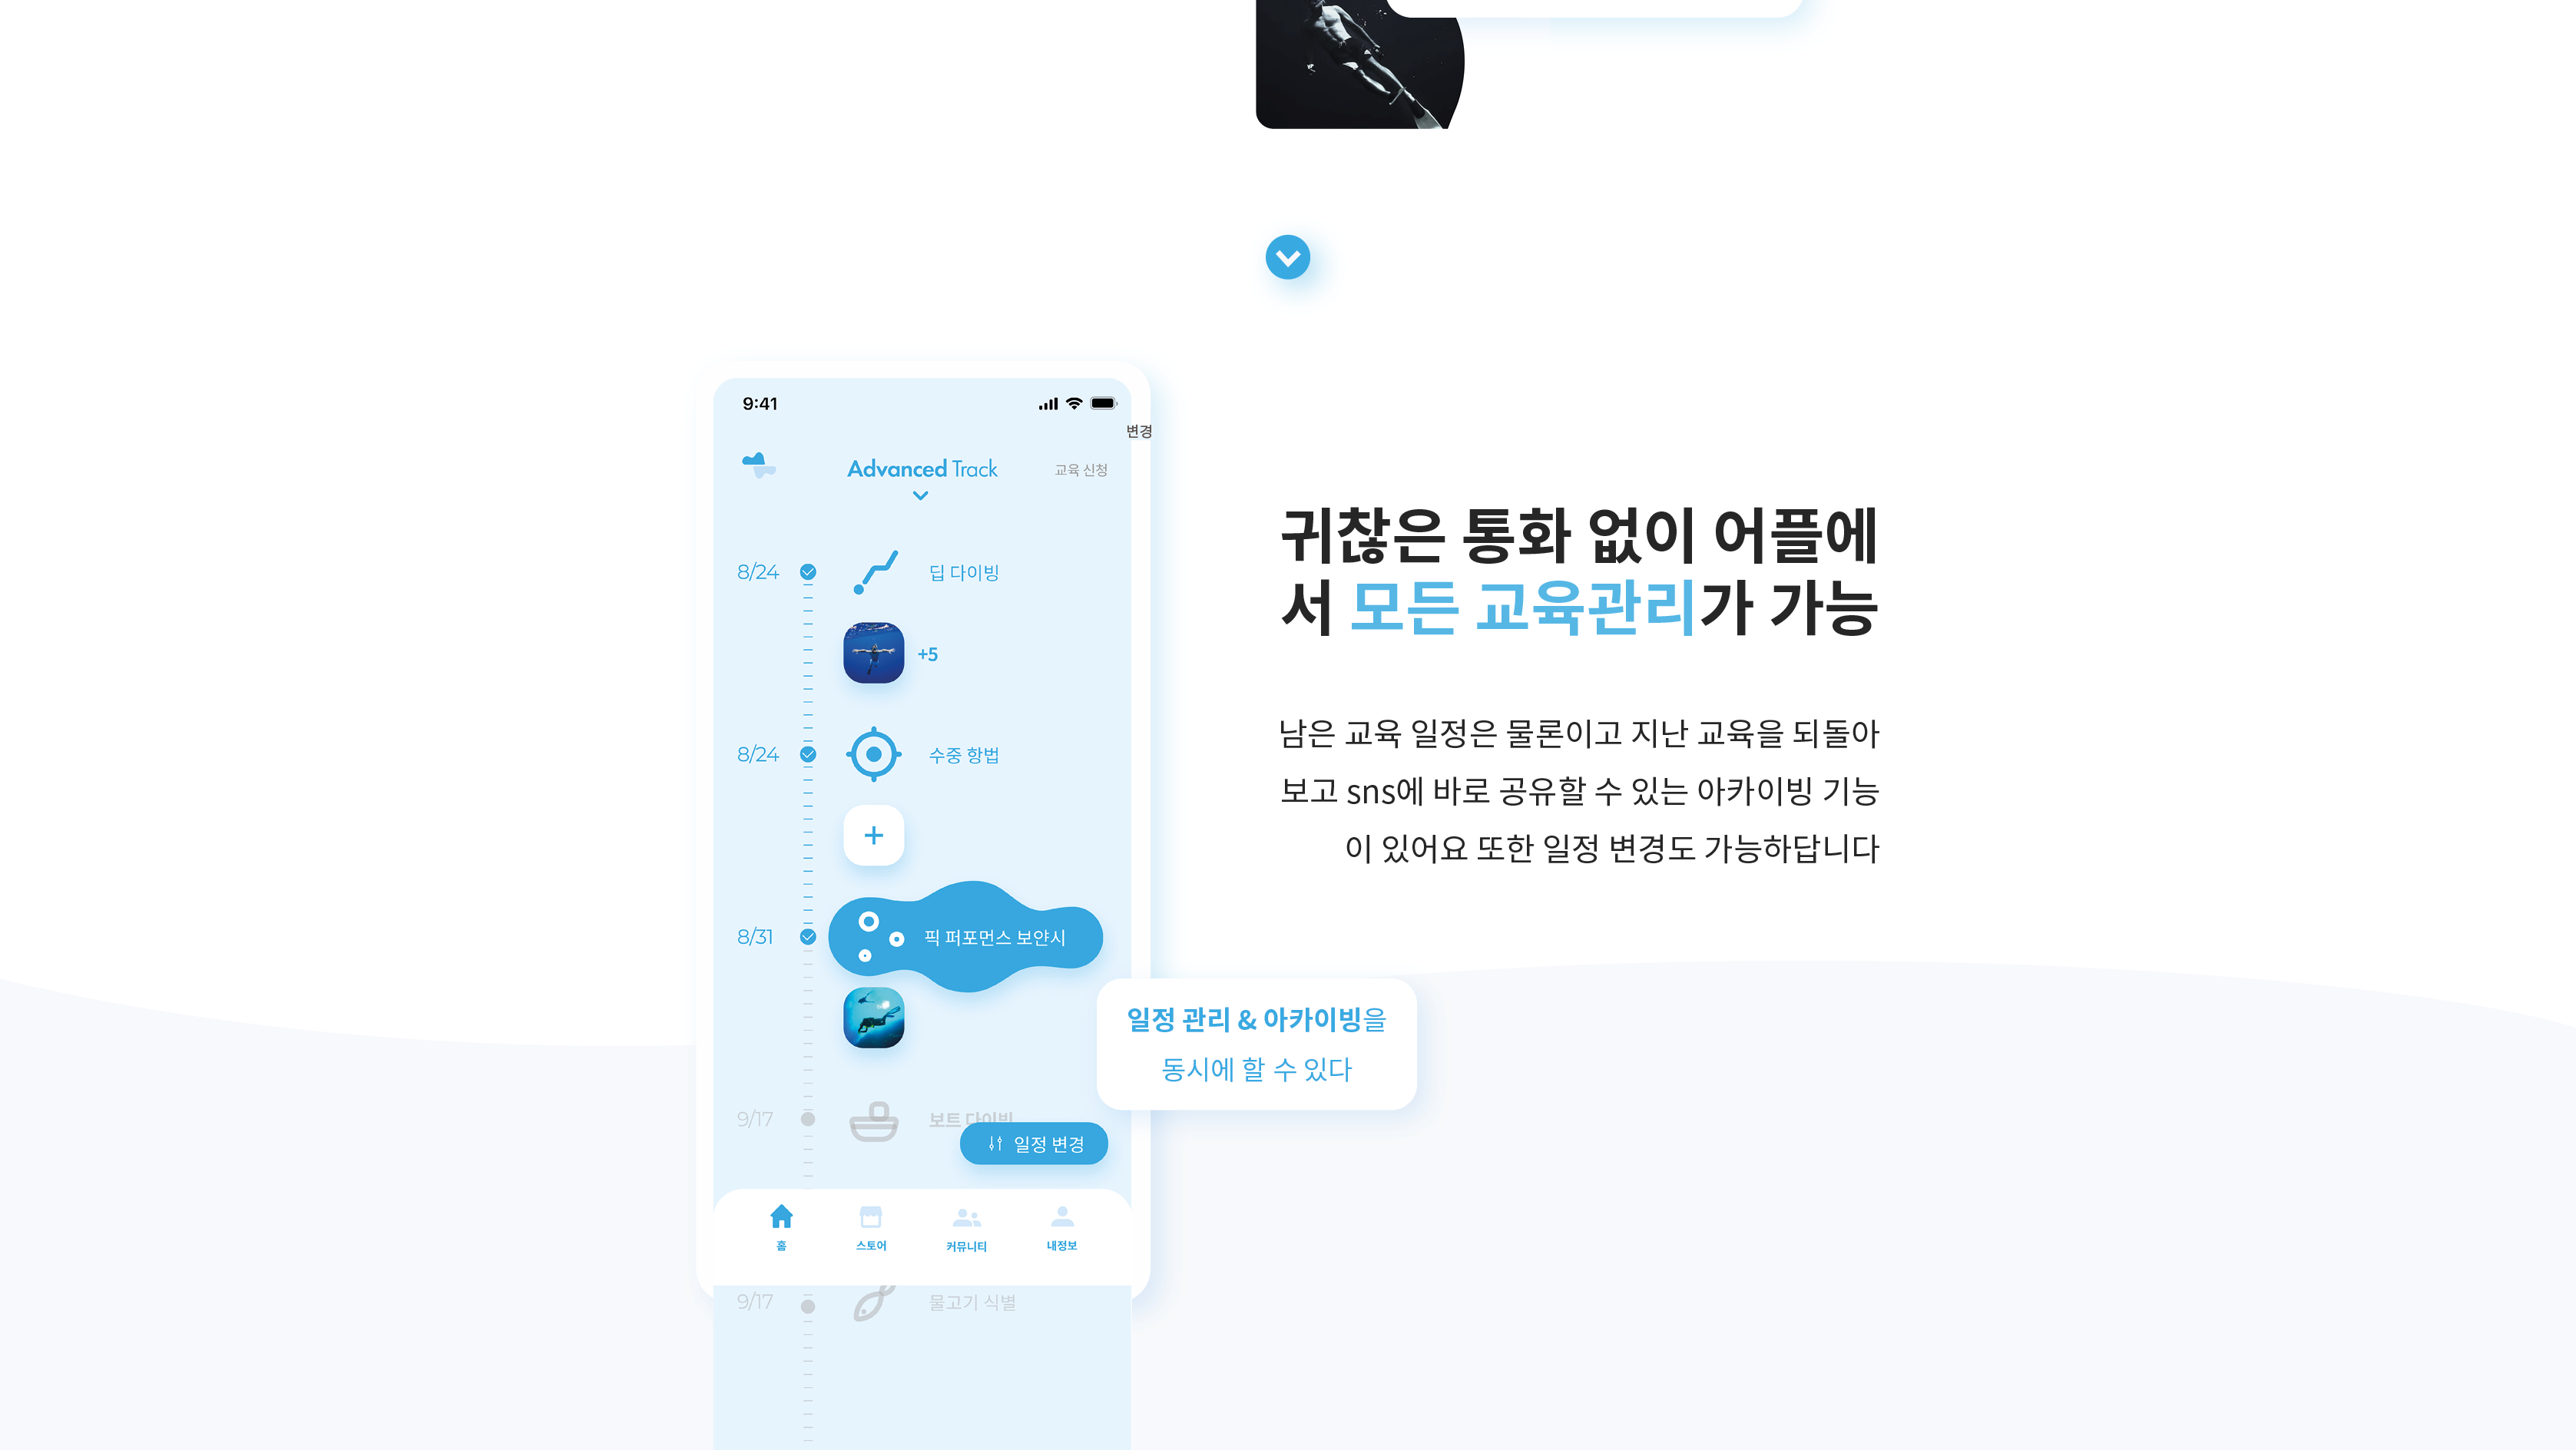 9:41
변경
Advanced Track
교육 신청
8/24
딥 다이빙
+5
8/24
수중 항법
+
8/31
픽 퍼포먼스 보얀시
9/17
보트 다이빙
일정 변경
홈
스토어
커뮤니티
내정보
9/17
물고기 식별
귀찮은 통화 없이 어플에
서 모든 교육관리가 가능
남은 교육 일정은 물론이고 지난 교육을 되돌아
보고 sns에 바로 공유할 수 있는 아카이빙 기능
이 있어요 또한 일정 변경도 가능하답니다
일정 관리 & 아카이빙을
동시에 할 수 있다